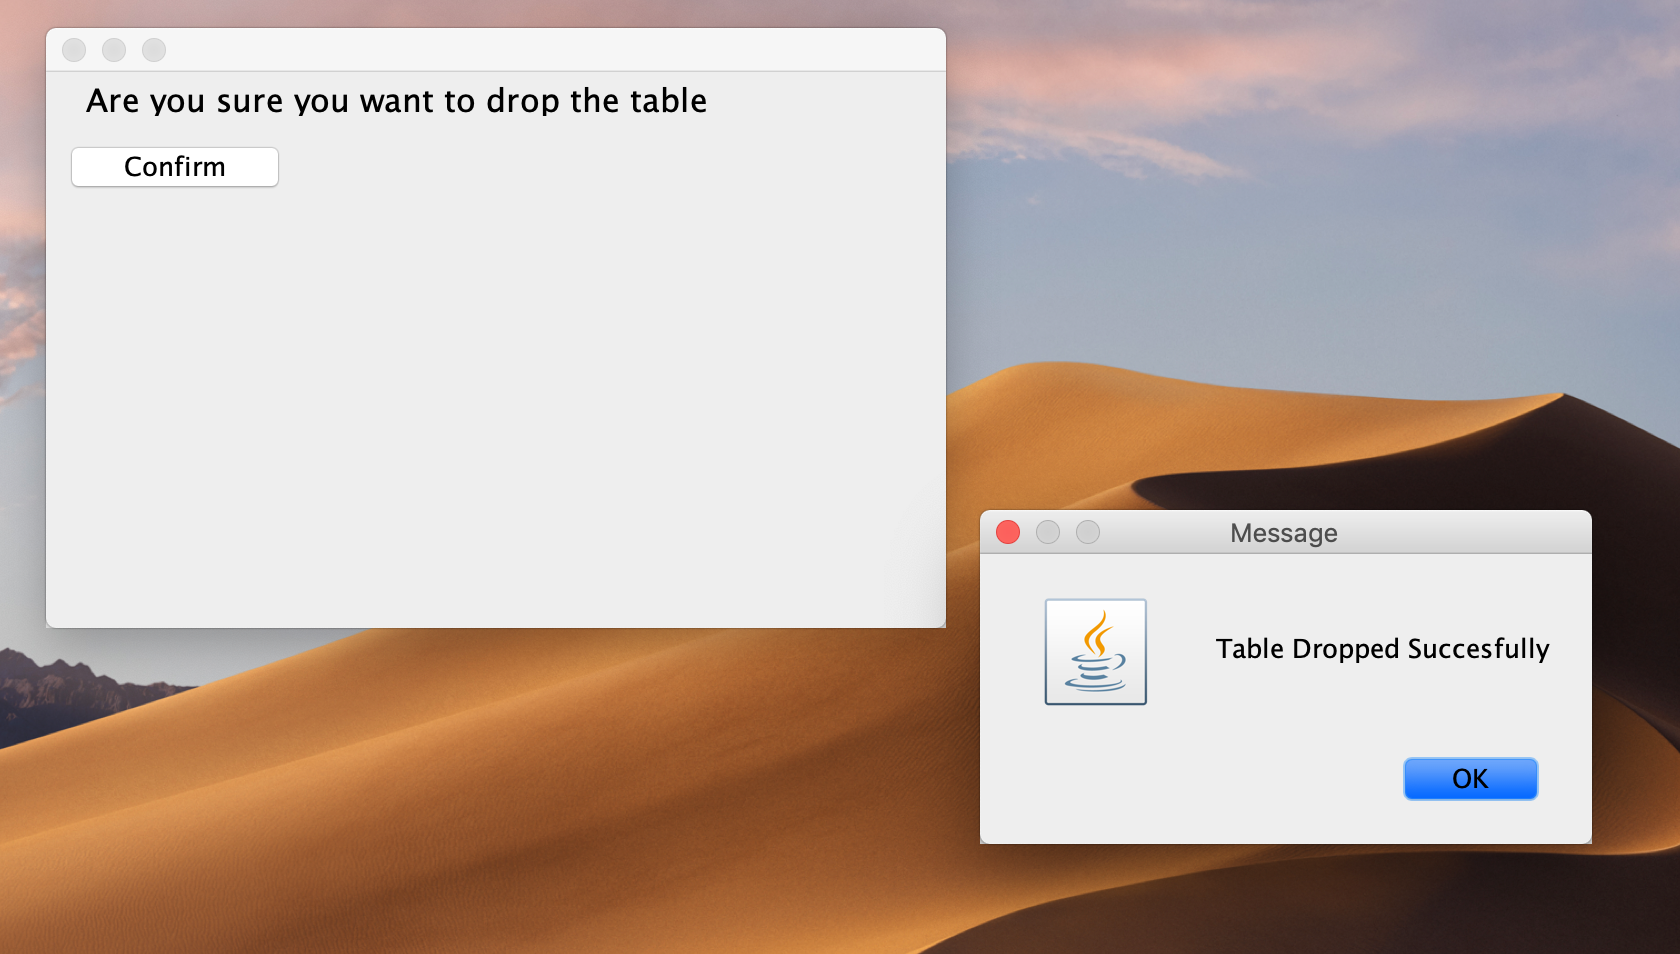 Are you sure you want to drop the table
Confirm
Message
Table Dropped Succesfully
OK